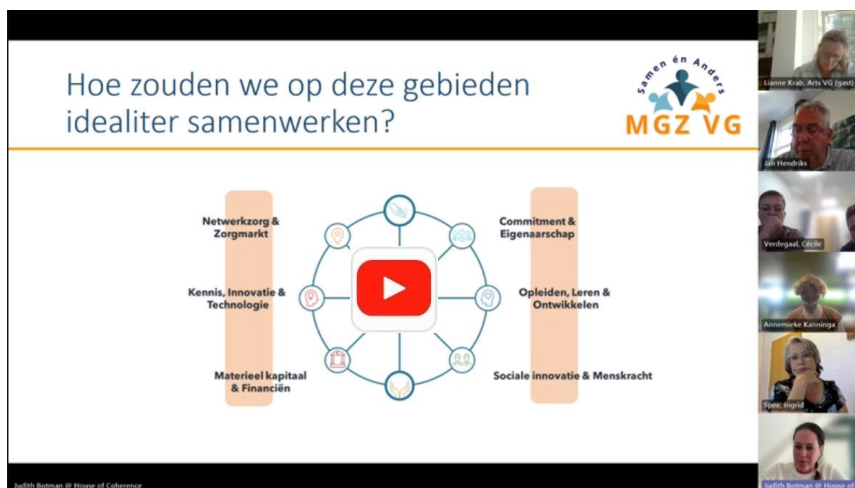 Hoe zouden we op deze gebieden
idealiter samenwerken?
Samen én Anders
MGZ VG
Netwerkzorg &
Zorgmarkt
Kennis, Innovatie &
Technologie
Materieel kapitaal
& Financiën
Commitment &
Eigenaarschap
Opleiden, Leren &
Ontwikkelen
Sociale innovatie & Menskracht
Lianne Krab, Arts VG (gast)
Jan Hendriks
Verdegaal, Cécile
Annemieke Kanninga
Spee, Ingrid
Judith Botman @ House of
Judith Botman @ House of Coherence